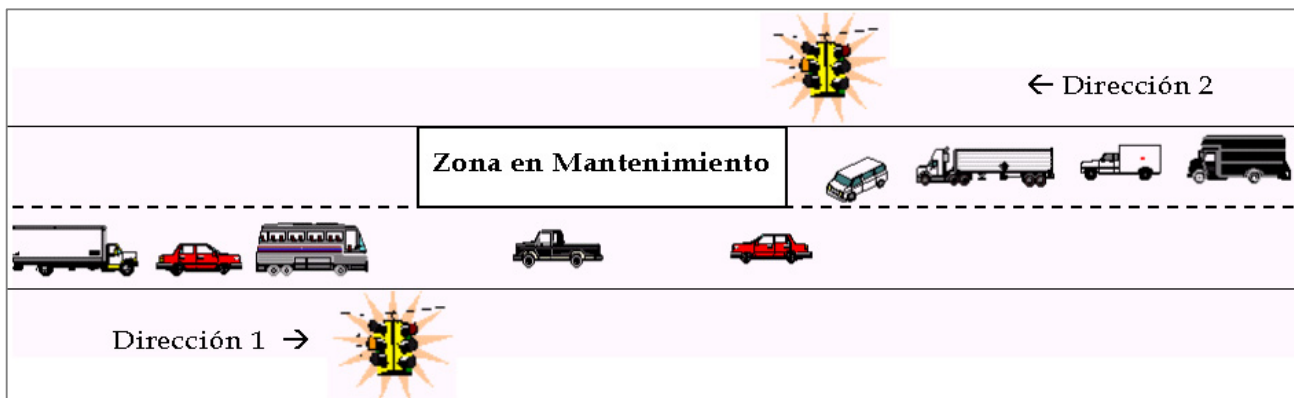 ← Dirección 2
Zona en Mantenimiento
Dirección 1 →